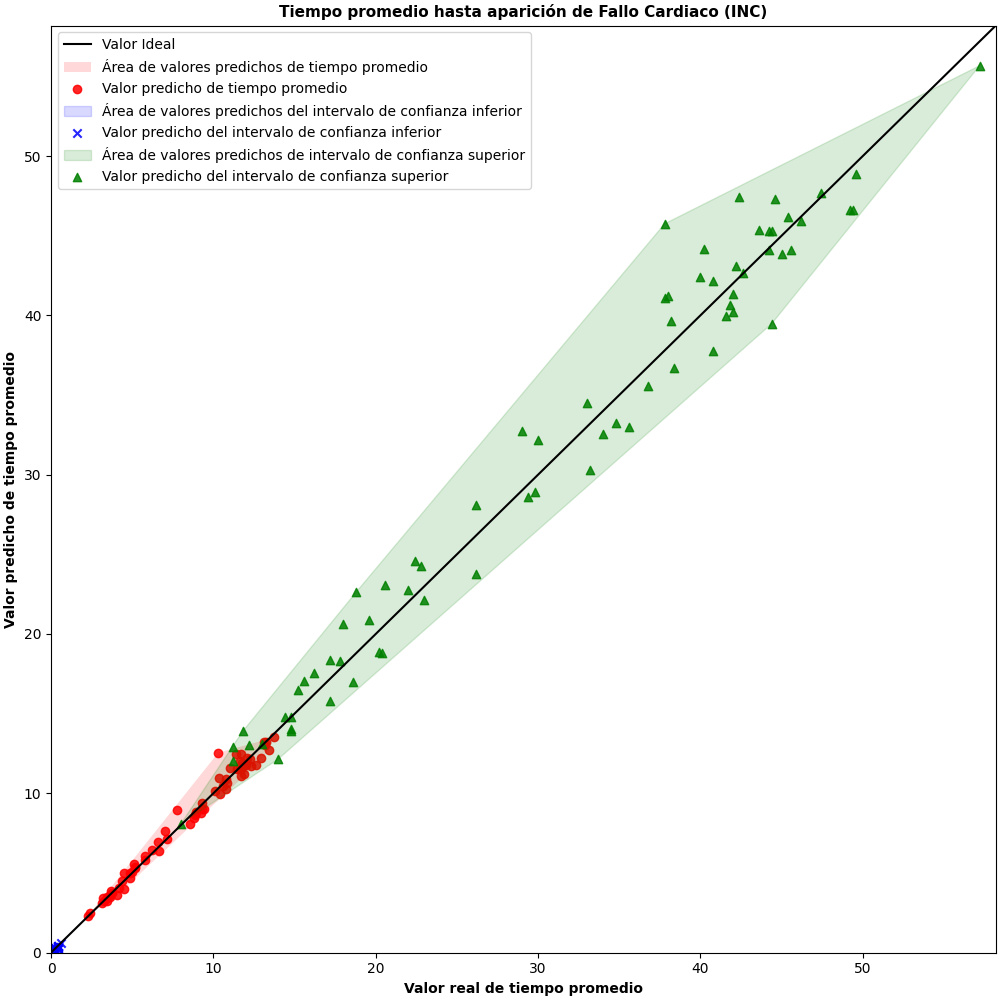 Tiempo promedio hasta aparición de Fallo Cardiaco (INC)
Valor Ideal
Área de valores predichos de tiempo promedio
Valor predicho de tiempo promedio
Área de valores predichos del intervalo de confianza inferior
Valor predicho del intervalo de confianza inferior
Área de valores predichos de intervalo de confianza superior
Valor predicho del intervalo de confianza superior
Valor predicho de tiempo promedio
50
40
30
20
10
0
0 10 20 30 40 50
Valor real de tiempo promedio